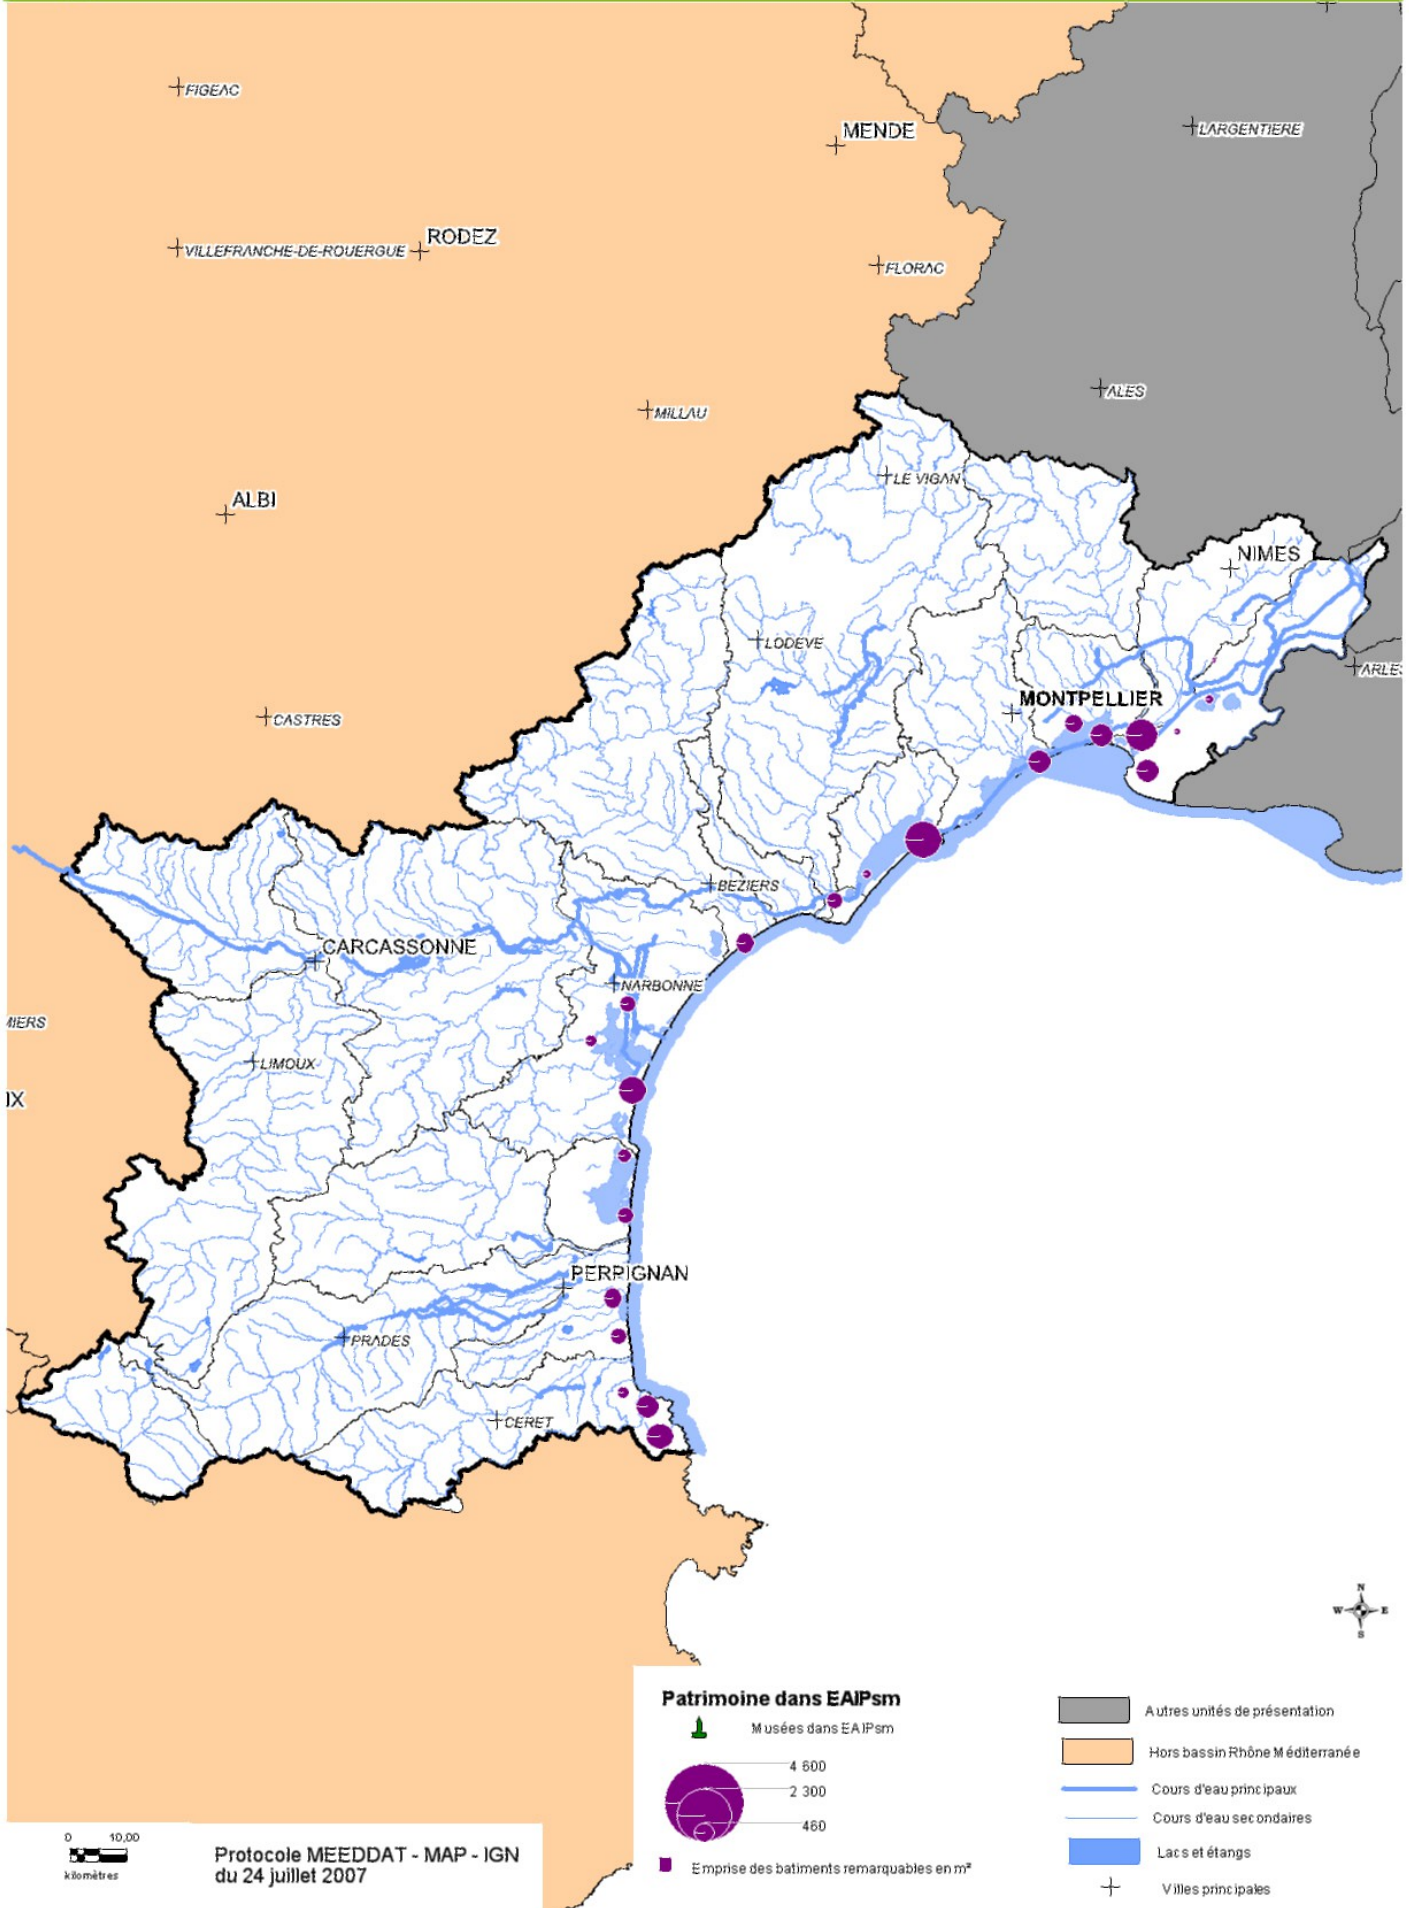 FIGEAC
MENDE
LARGENTIERE
VILLEFRANCHE-DE-ROUERGUE
RODEZ
FLORAC
ALES
MILLAU
LE VIGAN
ALBI
NIMES
LODEVE
ARLES
MONTPELLIER
CASTRES
BEZIERS
CARCASSONNE
NARBONNE
MIERS
LIMOUX
IX
PERPIGNAN
PRADES
CERET
N
W E
S
Patrimoine dans EAIPsm
Musées dans EAIPsm
4 600
2 300
460
Emprise des batiments remarquables en m²
Autres unités de présentation
Hors bassin Rhône Méditerranée
Cours d'eau principaux
Cours d'eau secondaires
Lacs et étangs
Villes principales
0 10,00
kilomètres
Protocole MEEDDAT - MAP - IGN
du 24 juillet 2007